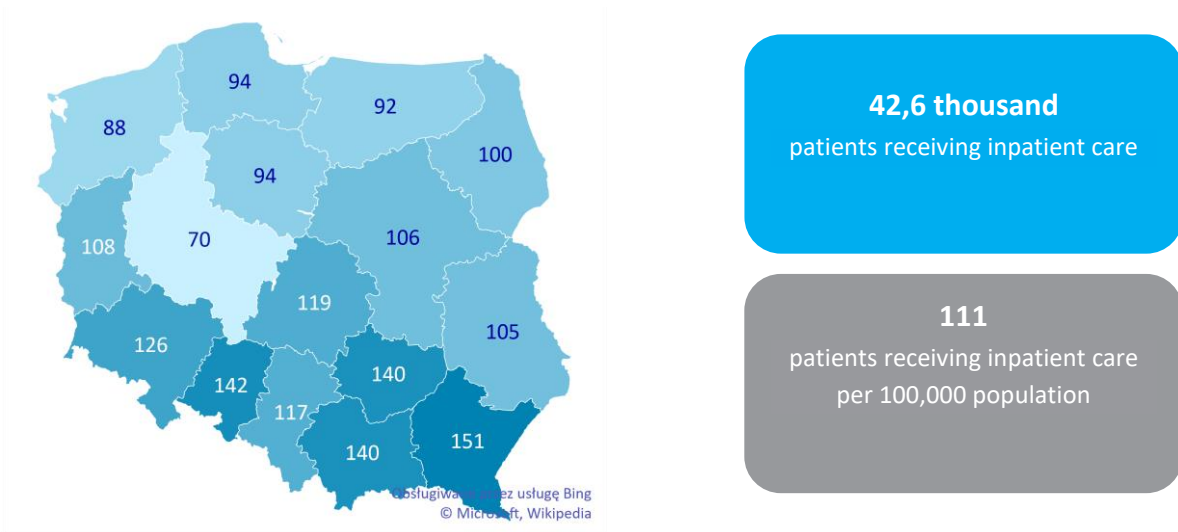 94
92
88
100
94
70
106
108
119
105
126
140
142
117
151
140
Obsługiwane przez usługę Bing
© Microsoft, Wikipedia
42,6 thousand
patients receiving inpatient care
111
patients receiving inpatient care
per 100,000 population